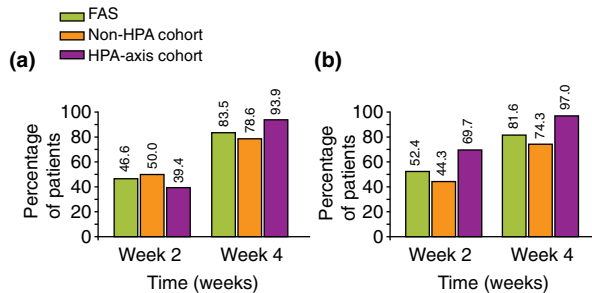 FAS
Non-HPA cohort
HPA-axis cohort
(a)
Percentage
of patients
100
80
60
40
20
0
46.6
50.0
39.4
83.5
78.6
93.9
Week 2
Week 4
Time (weeks)
(b)
Percentage
of patients
100
80
60
40
20
0
52.4
44.3
69.7
81.6
74.3
97.0
Week 2
Week 4
Time (weeks)